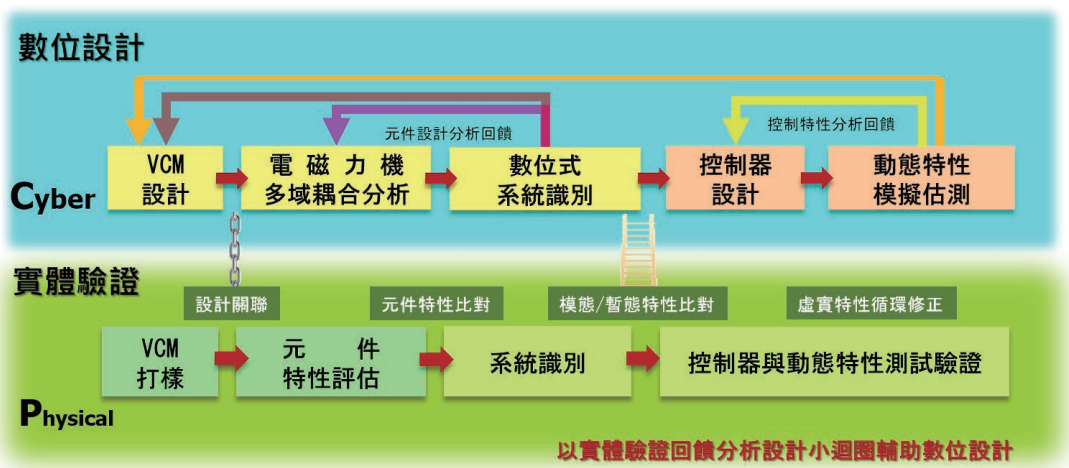 數位設計
元件設計分析回饋
控制特性分析回饋
Cyber
VCM
設計
電磁力機
多域耦合分析
數位式
系統識別
控制器
設計
動態特性
模擬估測
實體驗證
設計關聯
元件特性比對
模態/暫態特性比對
虛實特性循環修正
VCM
打樣
元件
特性評估
系統識別
控制器與動態特性測試驗證
Physical
以實體驗證回饋分析設計小迴圈輔助數位設計